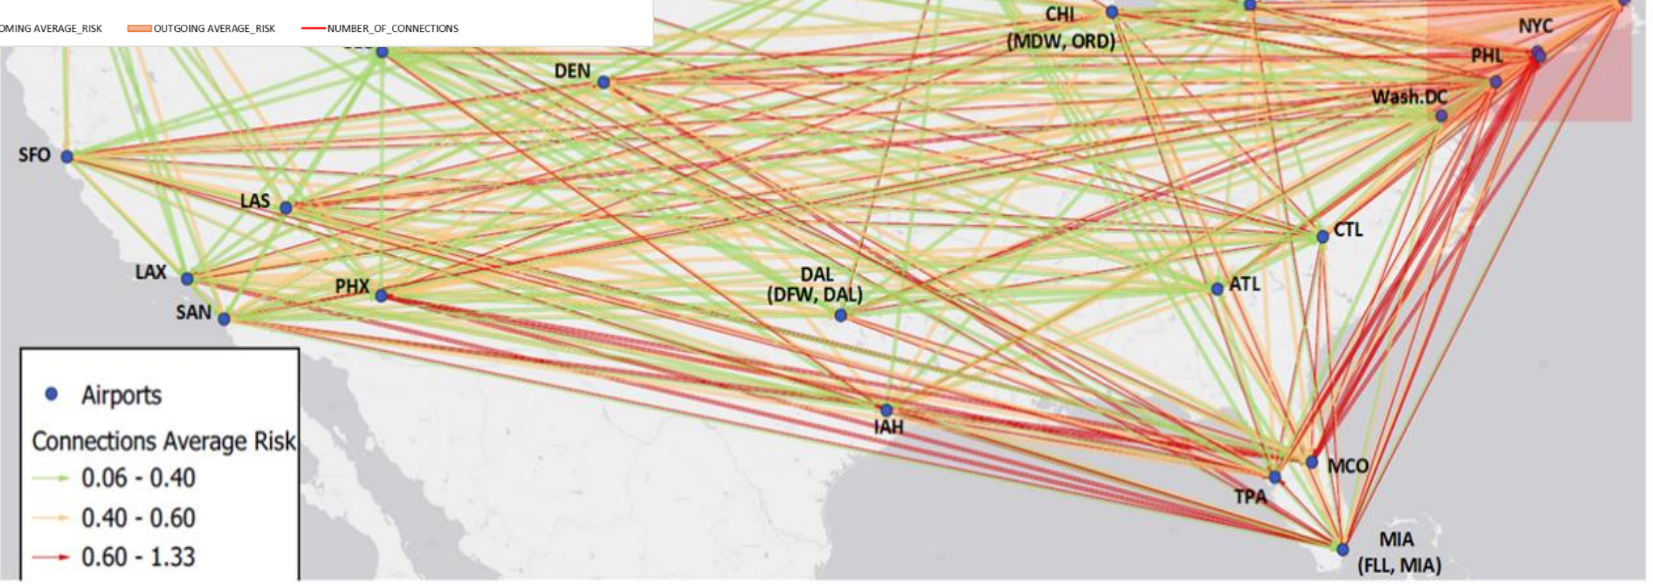 OMING AVERAGE_RISK OUTGOING AVERAGE_RISK NUMBER_OF_CONNECTIONS
CHI
(MDW, ORD)
NYC
PHL
DEN
Wash.DC
SFO
LAS
CTL
LAX
PHX
DAL
(DFW, DAL)
ATL
SAN
IAH
MCO
TPA
MIA
(FLL, MIA)
Airports
Connections Average Risk
0.06 - 0.40
0.40 - 0.60
0.60 - 1.33